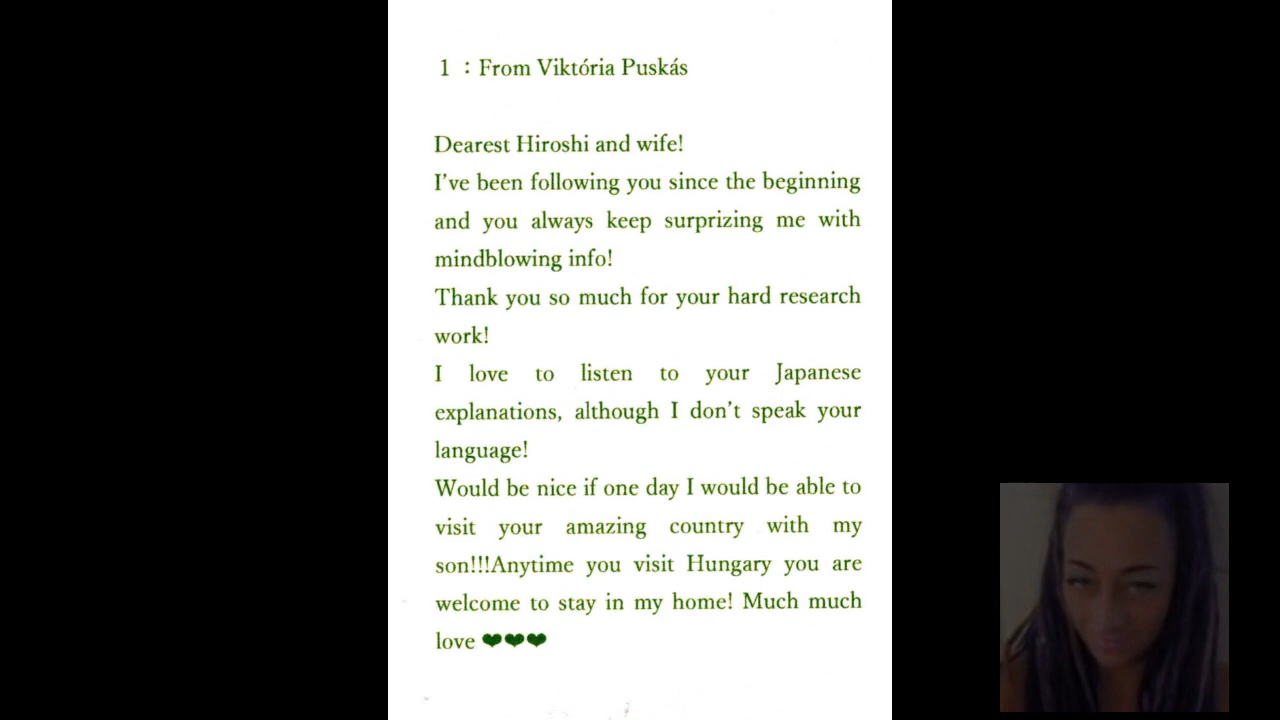 1 : From Viktória Puskás
Dearest Hiroshi and wife!
I've been following you since the beginning
and you always keep surprizing me with
mindblowing info!
Thank you so much for your hard research
work!
I love to listen to your Japanese
explanations, although I don't speak your
language!
Would be nice if one day I would be able to
visit your amazing country with my
son!!!Anytime you visit Hungary you are
welcome to stay in my home! Much much
love ❤❤❤